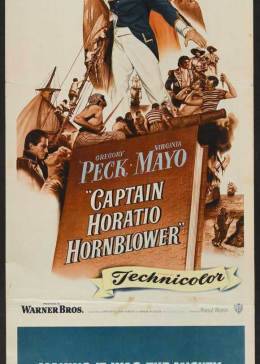 GREGORY VIRGINIA
PECK·MAYO
"CAPTAIN
HORATIO
HORNBLOWER"
Technicolor
WARNER BROS.